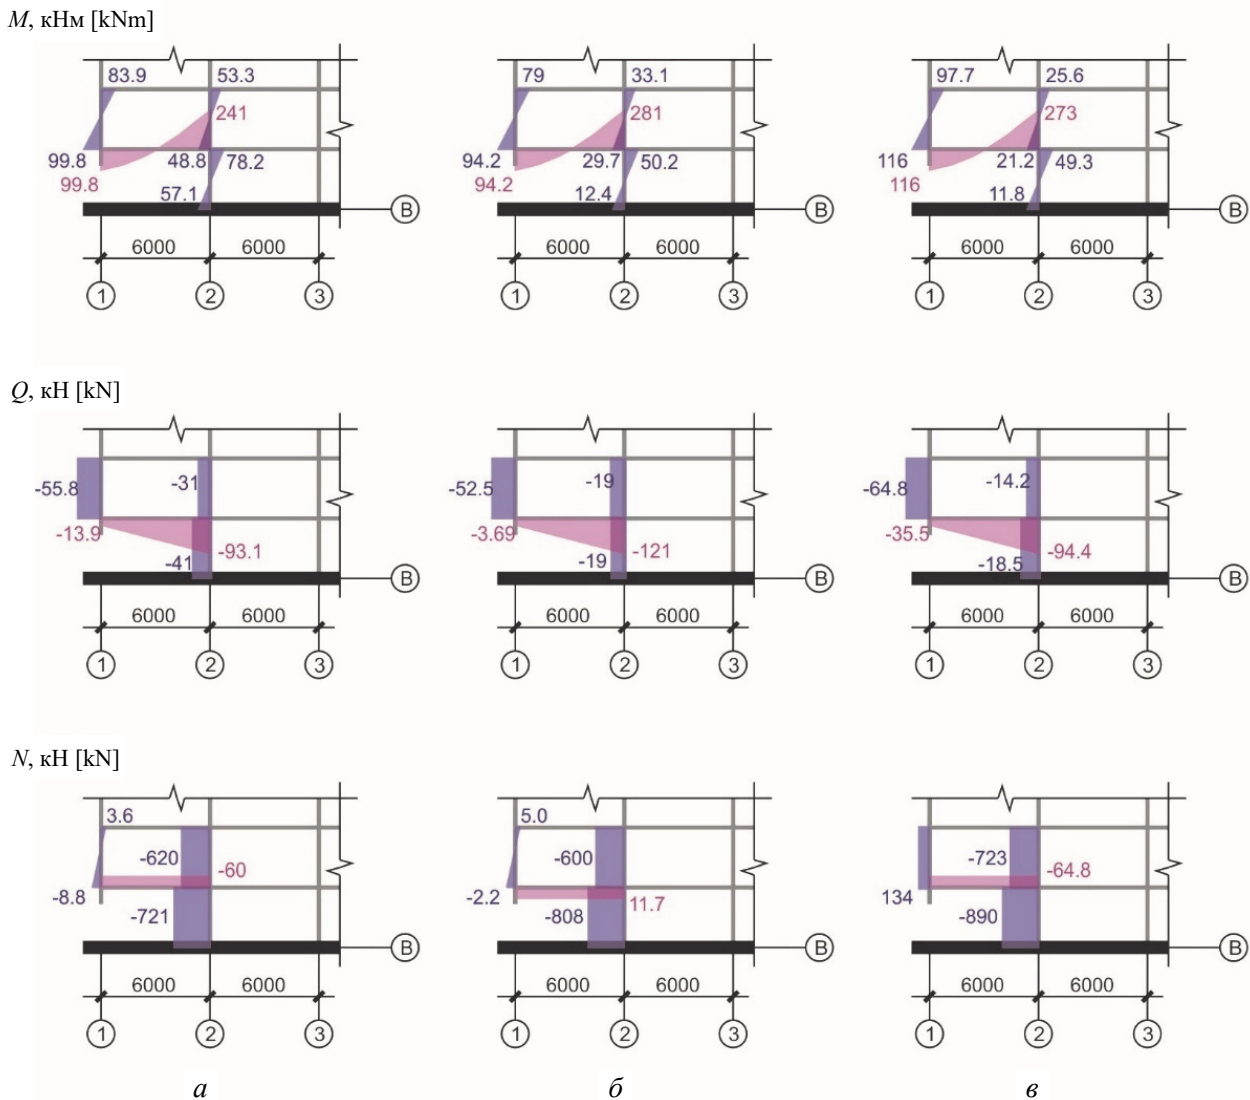 M, кНм [kNm]
83.9 53.3
241
99.8 48.8 78.2
99.8
57.1
B
6000 6000
1 2 3
79 33.1
281
94.2 29.7 50.2
94.2
12.4
B
6000 6000
1 2 3
97.7 25.6
273
116 21.2 49.3
116
11.8
B
6000 6000
1 2 3
Q, кН [kN]
-55.8 -31
-13.9
-93.1
-41
B
6000 6000
1 2 3
-52.5 -19
-3.69
-121
-19
B
6000 6000
1 2 3
-64.8 -14.2
-35.5
-94.4
-18.5
B
6000 6000
1 2 3
N, кН [kN]
3.6
-620
-60
-8.8
-721
B
6000 6000
1 2 3
5.0
-600
-2.2
-808 11.7
B
6000 6000
1 2 3
-723
-64.8
134
-890
B
6000 6000
1 2 3
а б в